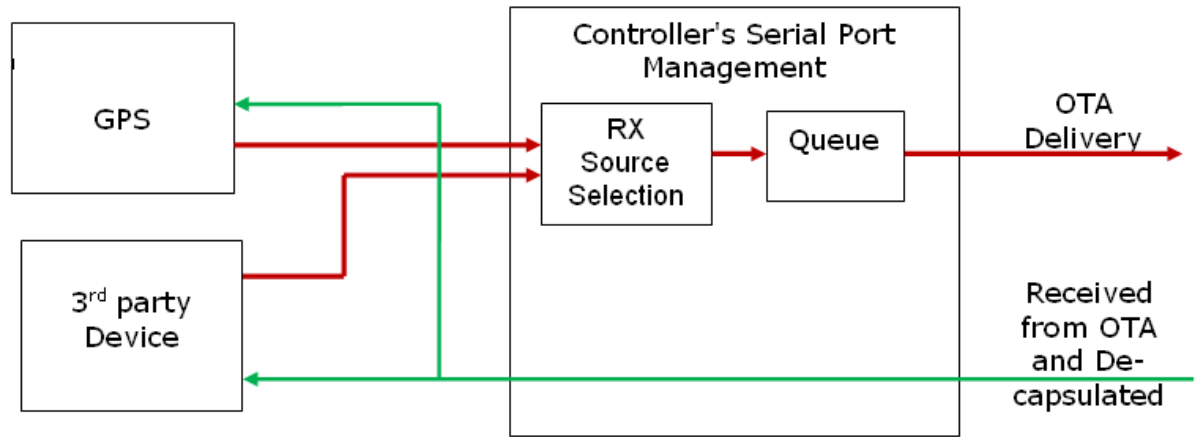 GPS
3rd party
Device
Controller's Serial Port
Management
RX
Source
Selection
Queue
OTA
Delivery
Received
from OTA
and De-
capsulated